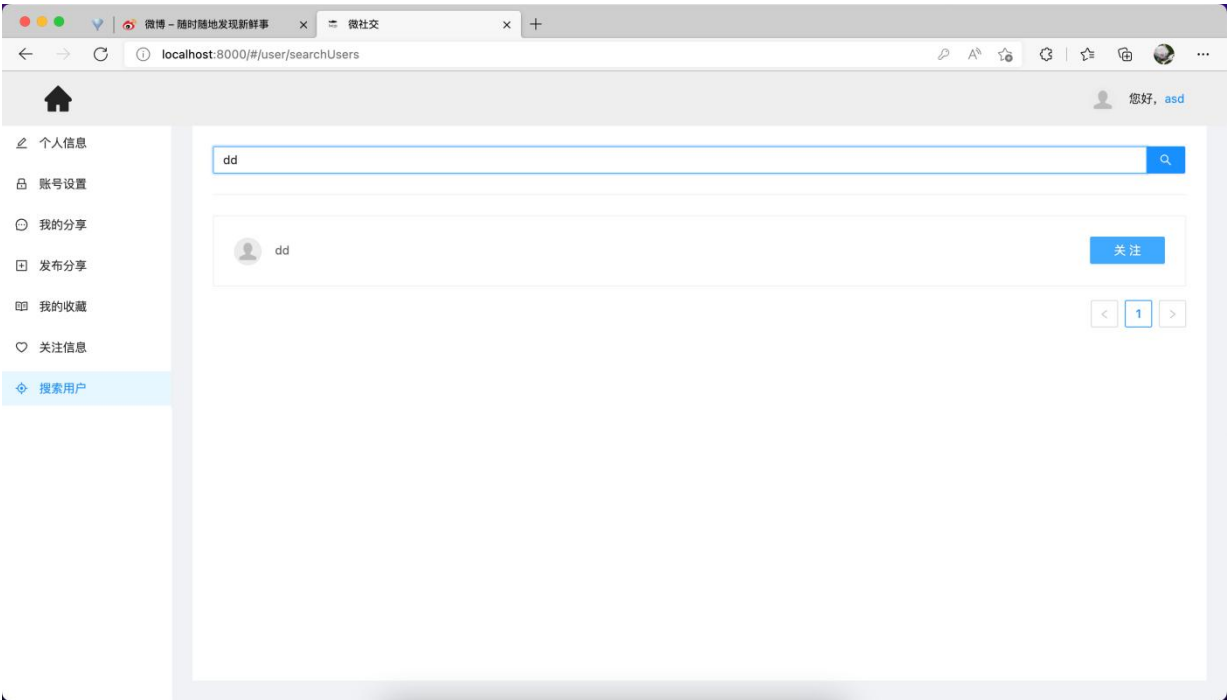 微博 – 随时随地发现新鲜事
微社交
localhost:8000/#/user/searchUsers
您好, asd
个人信息
账号设置
我的分享
发布分享
我的收藏
关注信息
搜索用户
dd
dd
关 注
1